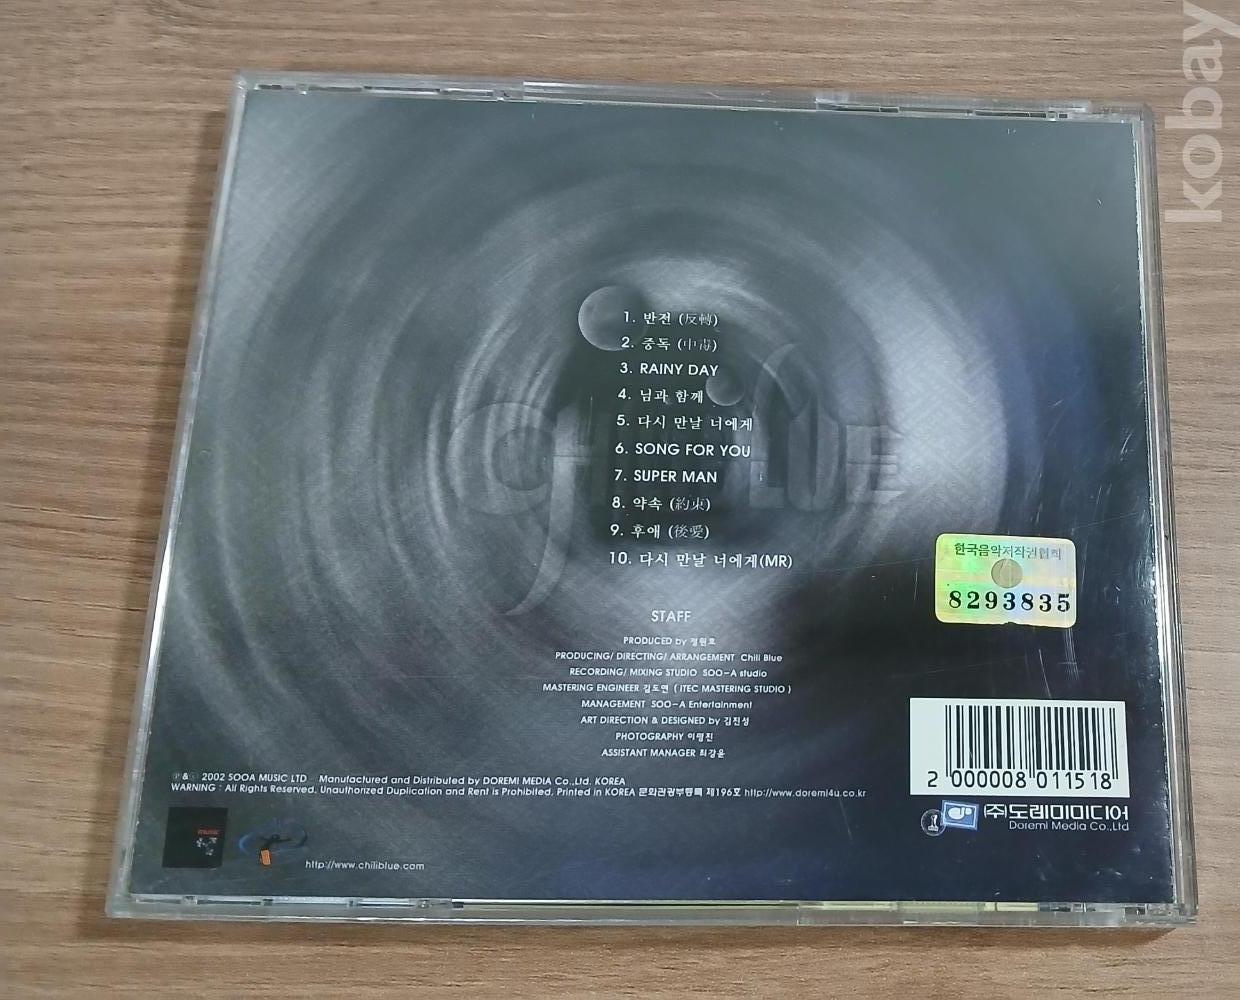 kobay
1. 반전 (反轉)
2. 중독 (中毒)
3. RAINY DAY
4. 님과 함께
5. 다시 만날 너에게
6. SONG FOR YOU
7. SUPER MAN
8. 약속 (約束)
9. 후애 (後愛)
10. 다시 만날 너에게(MR)
한국음악저작권협회
8293835
STAFF
PRODUCED by 정원호
PRODUCING/ DIRECTING/ ARRANGEMENT Chili Blue
RECORDING/ MIXING STUDIO SOO-A studio
MASTERING ENGINEER 길도연 ( ITEC MASTERING STUDIO )
MANAGEMENT SOO-A Entertainment
ART DIRECTION & DESIGNED by 김진성
PHOTOGRAPHY 이명진
ASSISTANT MANAGER 최강윤
℗&© 2002 SOOA MUSIC LTD Manufactured and Distributed by DOREMI MEDIA Co.,Ltd. KOREA
WARNING : All Rights Reserved. Unauthorized Duplication and Rent is Prohibited. Printed in KOREA 문화관광부등록 제196호 http://www.doremi4u.co.kr
2 000008 011518
(주)도레미미디어
Doremi Media Co.,Ltd
http://www.chiliblue.com